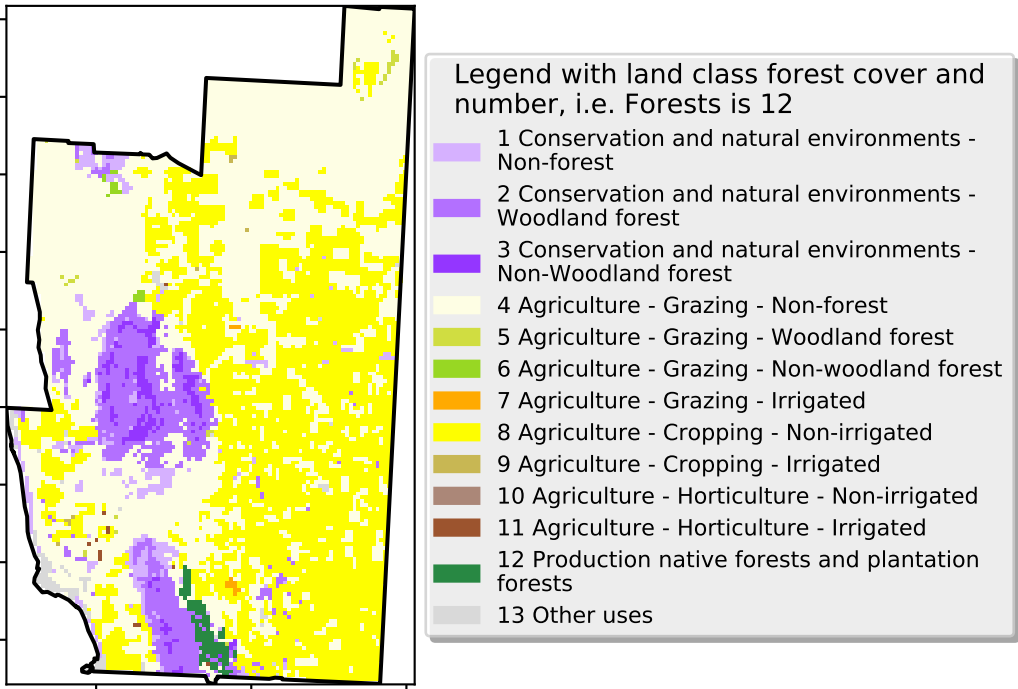 Legend with land class forest cover and
number, i.e. Forests is 12
1 Conservation and natural environments -
Non-forest
2 Conservation and natural environments -
Woodland forest
3 Conservation and natural environments -
Non-Woodland forest
4 Agriculture - Grazing - Non-forest
5 Agriculture - Grazing - Woodland forest
6 Agriculture - Grazing - Non-woodland forest
7 Agriculture - Grazing - Irrigated
8 Agriculture - Cropping - Non-irrigated
9 Agriculture - Cropping - Irrigated
10 Agriculture - Horticulture - Non-irrigated
11 Agriculture - Horticulture - Irrigated
12 Production native forests and plantation
forests
13 Other uses